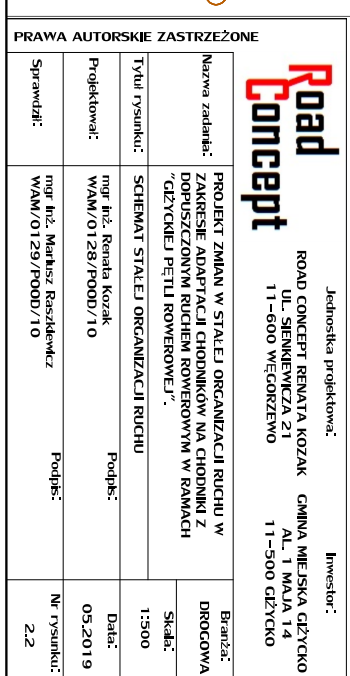 PRAWA AUTORSKIE ZASTRZEŻONE
Road
Concept
Jednostka projektowa:
ROAD CONCEPT RENATA KOZAK
UL. SIENKIEWICZA 21
11-600 WĘGORZEWO
Inwestor:
GMINA MIEJSKA GIŻYCKO
AL. 1 MAJA 14
11-500 GIŻYCKO
Nazwa zadania:
PROJEKT ZMIAN W STAŁEJ ORGANIZACJI RUCHU W
ZAKRESIE ADAPTACJI CHODNIKÓW NA CHODNIKI Z
DOPUSZCZONYM RUCHEM ROWEROWYM W RAMACH
"GIŻYCKIEJ PĘTLI ROWEROWEJ".
Branża:
DROGOWA
Tytuł rysunku:
SCHEMAT STAŁEJ ORGANIZACJI RUCHU
Skala:
1:500
Projektował:
mgr inż. Renata Kozak
WAM/0128/POOD/10
Podpis:
Data:
05.2019
Sprawdził:
mgr inż. Mariusz Raszkiewicz
WAM/0129/POOD/10
Podpis:
Nr rysunku:
2.2